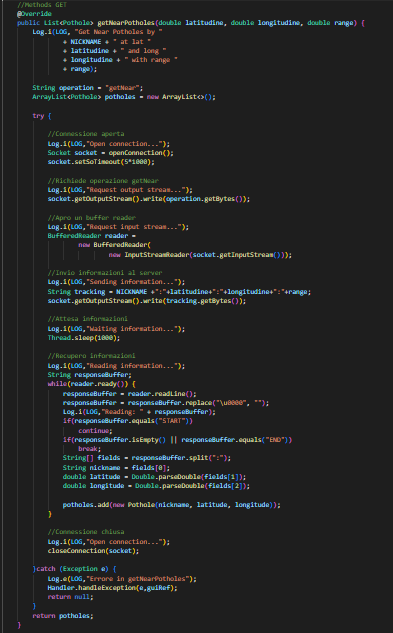 //Methods GET
@Override
public List<Pothole> getNearPotholes(double latitudine, double longitudine, double range) {
Log.i(LOG, "Get Near Potholes by "
+ NICKNAME + " at lat "
+ latitudine + " and long "
+ longitudine + " with range "
+ range);
String operation = "getNear";
ArrayList<Pothole> potholes = new ArrayList<>();
try {
//Connessione aperta
Log.i(LOG,"Open connection...");
Socket socket = openConnection();
socket.setSoTimeout(5*1000);
//Richiede operazione getNear
Log.i(LOG,"Request output stream...");
socket.getOutputStream().write(operation.getBytes());
//Apro un buffer reader
Log.i(LOG,"Request input stream...");
BufferedReader reader =
new BufferedReader(
new InputStreamReader(socket.getInputStream()));
//Invio informazioni al server
Log.i(LOG,"Sending information...");
String tracking = NICKNAME +":"+latitudine+":"+longitudine+":"+range;
socket.getOutputStream().write(tracking.getBytes());
//Attesa informazioni
Log.i(LOG,"Waiting information...");
Thread.sleep(1000);
//Recupero informazioni
Log.i(LOG,"Reading information...");
String responseBuffer;
while(reader.ready()) {
responseBuffer = reader.readLine();
responseBuffer = responseBuffer.replace("\u0000", "");
Log.i(LOG,"Reading: " + responseBuffer);
if(responseBuffer.equals("START"))
continue;
if(responseBuffer.isEmpty() || responseBuffer.equals("END"))
break;
String[] fields = responseBuffer.split(":");
String nickname = fields[0];
double latitude = Double.parseDouble(fields[1]);
double longitude = Double.parseDouble(fields[2]);
potholes.add(new Pothole(nickname, latitude, longitude));
}
//Connessione chiusa
Log.i(LOG,"Open connection...");
closeConnection(socket);
}catch (Exception e) {
Log.e(LOG,"Errore in getNearPotholes");
Handler.handleException(e,guiRef);
return null;
}
return potholes;
}